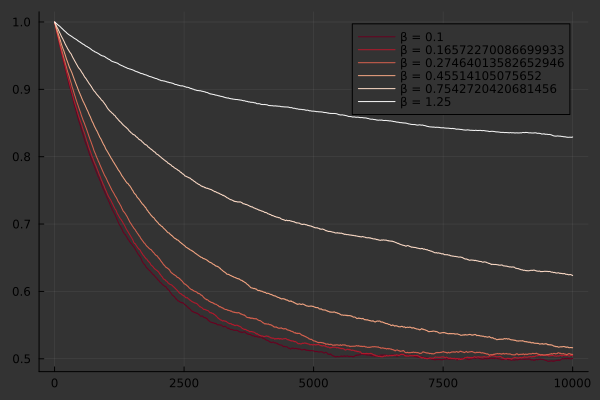 1.0
0.9
0.8
0.7
0.6
0.5
0
2500
5000
7500
10000
β = 0.1
β = 0.16572270086699933
β = 0.27464013582652946
β = 0.45514105075652
β = 0.7542720420681456
β = 1.25